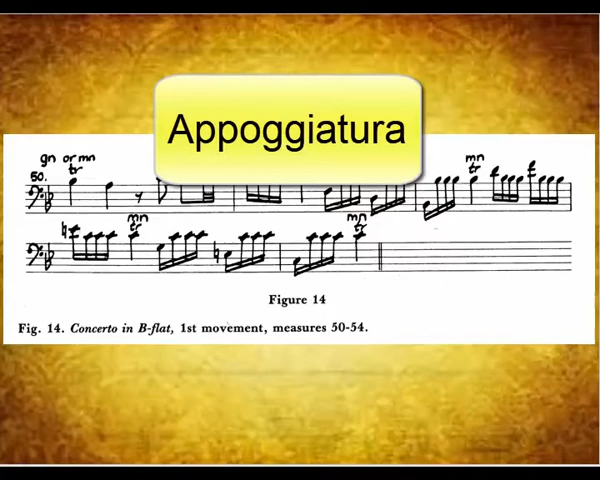 Appoggiatura
gn or mn
tr
mn
tr
50.
mn
tr
mn
tr
Figure 14
Fig. 14. Concerto in B-flat, 1st movement, measures 50-54.